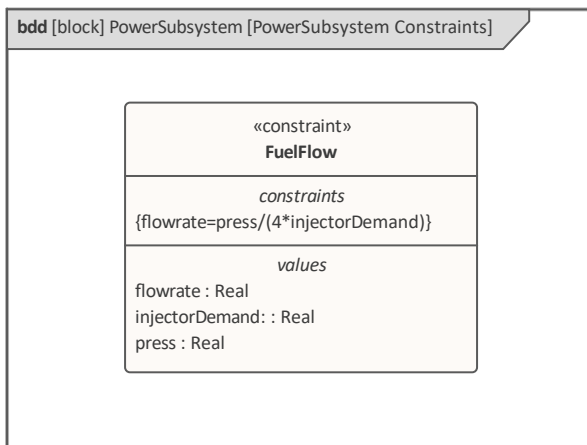 bdd [block] PowerSubsystem [PowerSubsystem Constraints]
«constraint»
FuelFlow
constraints
{flowrate=press/(4*injectorDemand)}
values
flowrate : Real
injectorDemand: : Real
press : Real